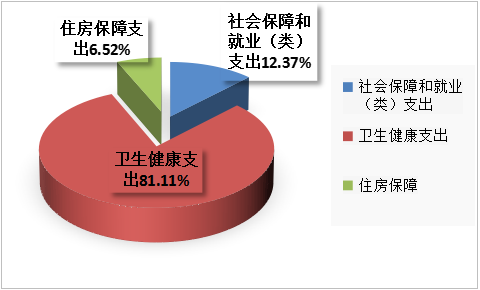 住房保障支
出6.52%
社会保障和
就业（类）
支出12.37%
卫生健康支
出81.11%
社会保障和就业
（类）支出
卫生健康支出
住房保障